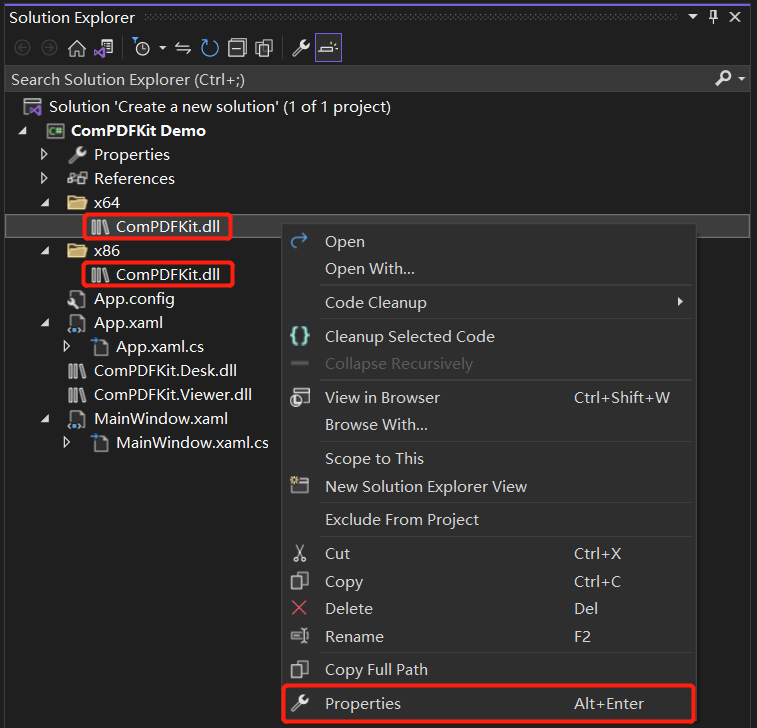 Solution Explorer
Search Solution Explorer (Ctrl+;)
Solution 'Create a new solution' (1 of 1 project)
C# ComPDFKit Demo
Properties
References
x64
ComPDFKit.dll
x86
ComPDFKit.dll
App.config
App.xaml
App.xaml.cs
ComPDFKit.Desk.dll
ComPDFKit.Viewer.dll
MainWindow.xaml
MainWindow.xaml.cs
Open
Open With...
Code Cleanup
Cleanup Selected Code
Collapse Recursively
View in Browser Ctrl+Shift+W
Browse With...
Scope to This
New Solution Explorer View
Exclude From Project
Cut Ctrl+X
Copy Ctrl+C
Delete Del
Rename F2
Copy Full Path
Properties Alt+Enter